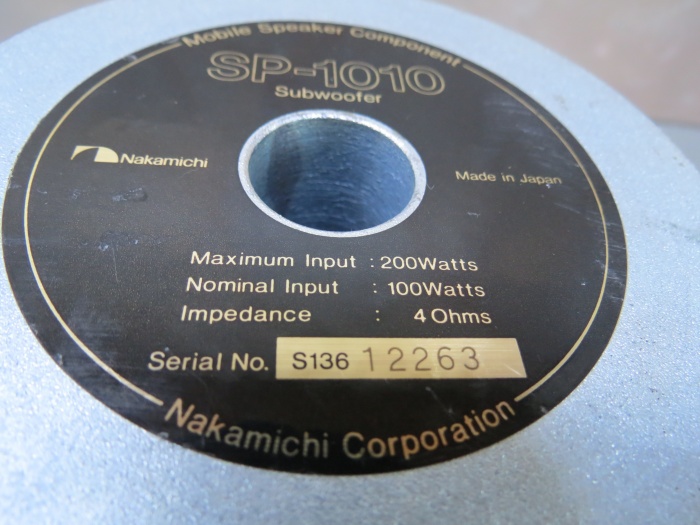 Mobile Speaker Component
SP-1010
Subwoofer
Nakamichi
Made in Japan
Maximum Input : 200Watts
Nominal Input : 100Watts
Impedance : 4 Ohms
Serial No. S136 12263
Nakamichi Corporation